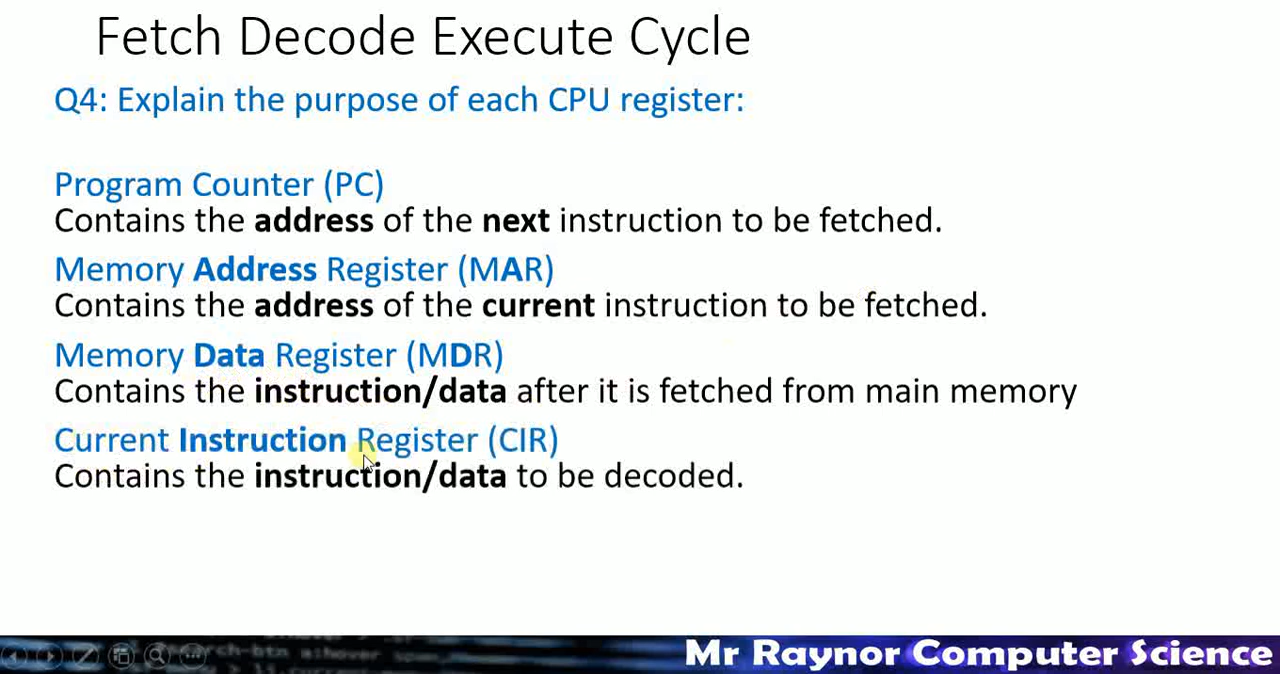 Fetch Decode Execute Cycle
Q4: Explain the purpose of each CPU register:
Program Counter (PC)
Contains the address of the next instruction to be fetched.
Memory Address Register (MAR)
Contains the address of the current instruction to be fetched.
Memory Data Register (MDR)
Contains the instruction/data after it is fetched from main memory
Current Instruction Register (CIR)
Contains the instruction/data to be decoded.
Mr Raynor Computer Science